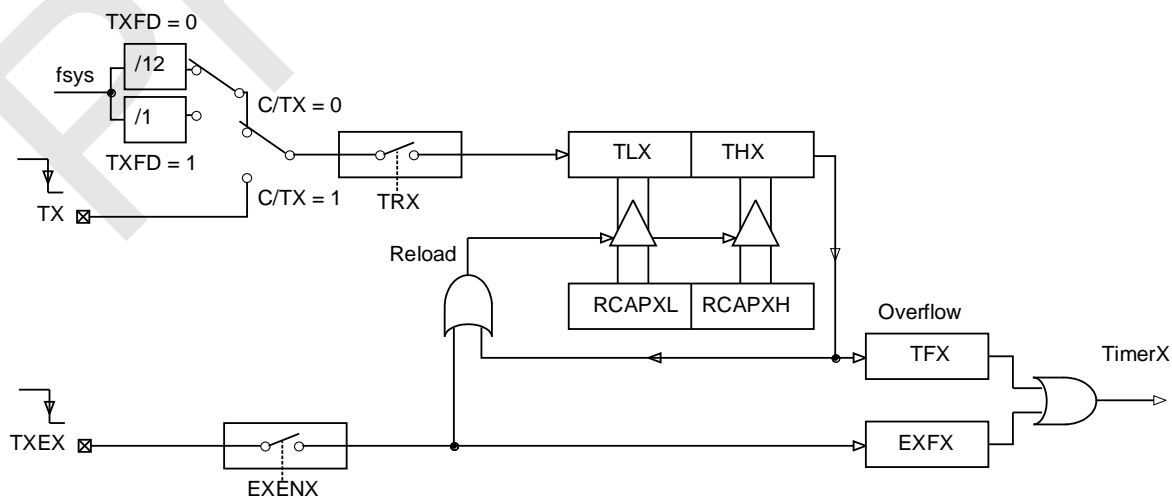 TXFD = 0
/12
fsys
C/TX = 0
/1
TXFD = 1
TLX
THX
TX
C/TX = 1
TRX
Reload
RCAPXL
RCAPXH
Overflow
TFX
TimerX
TXEX
EXFX
EXENX